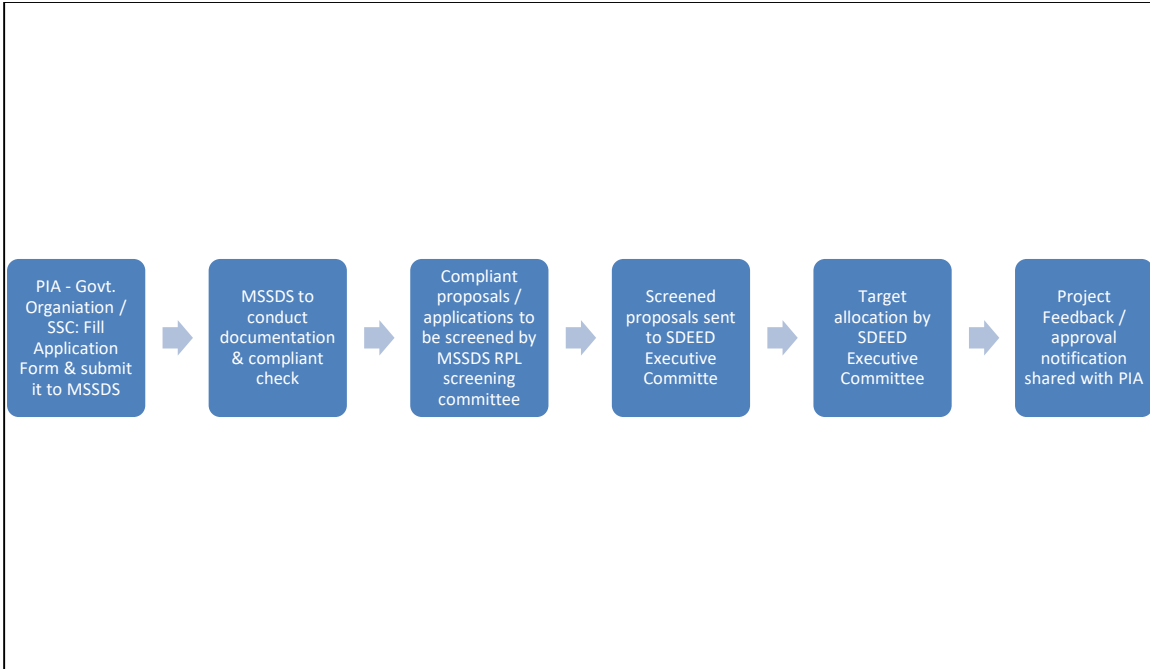 PIA - Govt.
Organiation /
SSC: Fill
Application
Form & submit
it to MSSDS
MSSDS to
conduct
documentation
& compliant
check
Compliant
proposals /
applications to
be screened by
MSSDS RPL
screening
committee
Screened
proposals sent
to SDEED
Executive
Committe
Target
allocation by
SDEED
Executive
Committee
Project
Feedback /
approval
notification
shared with PIA